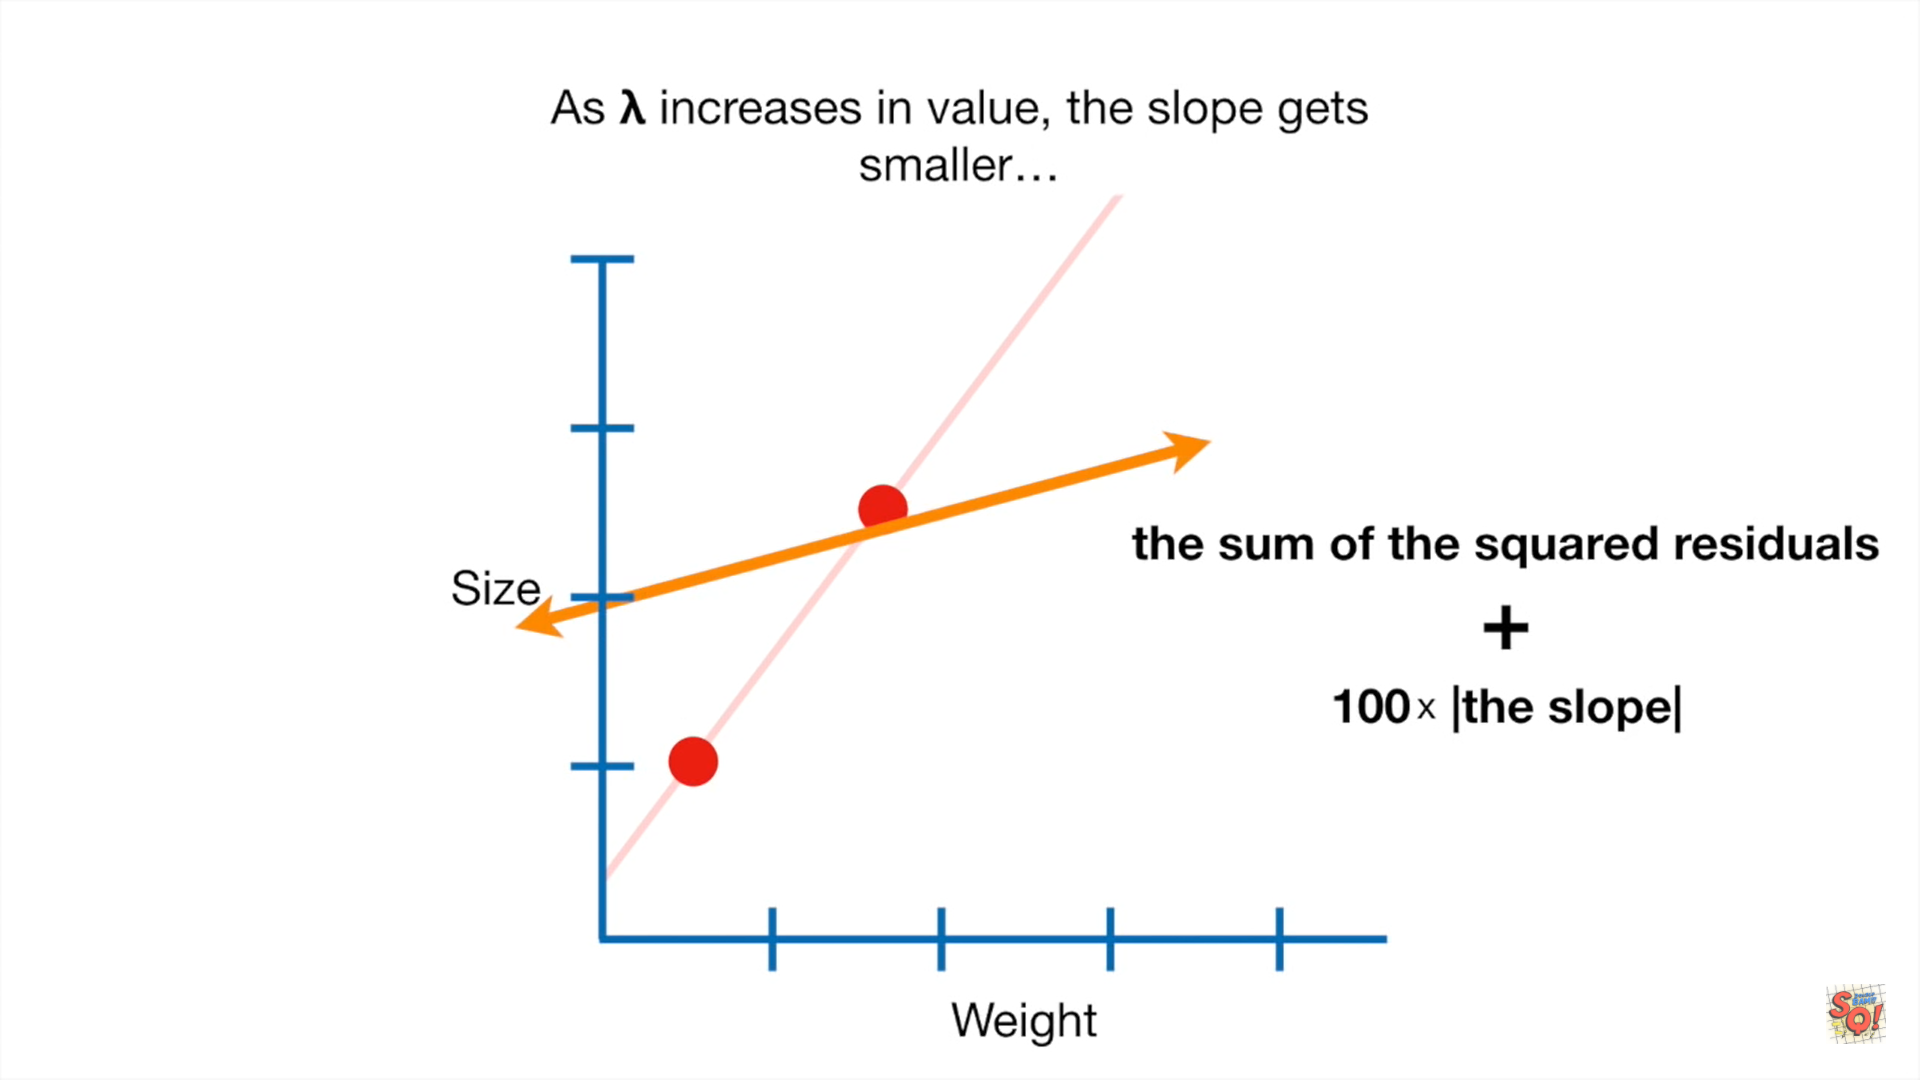 As λ increases in value, the slope gets
smaller…
Size
the sum of the squared residuals
+
100 x |the slope|
Weight
SQ!